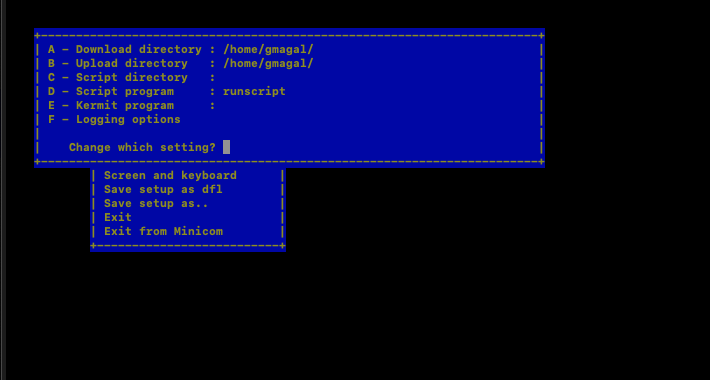 A - Download directory : /home/gmagal/
B - Upload directory   : /home/gmagal/
C - Script directory   :
D - Script program     : runscript
E - Kermit program     :
F - Logging options
Change which setting?
Screen and keyboard
Save setup as dfl
Save setup as..
Exit
Exit from Minicom